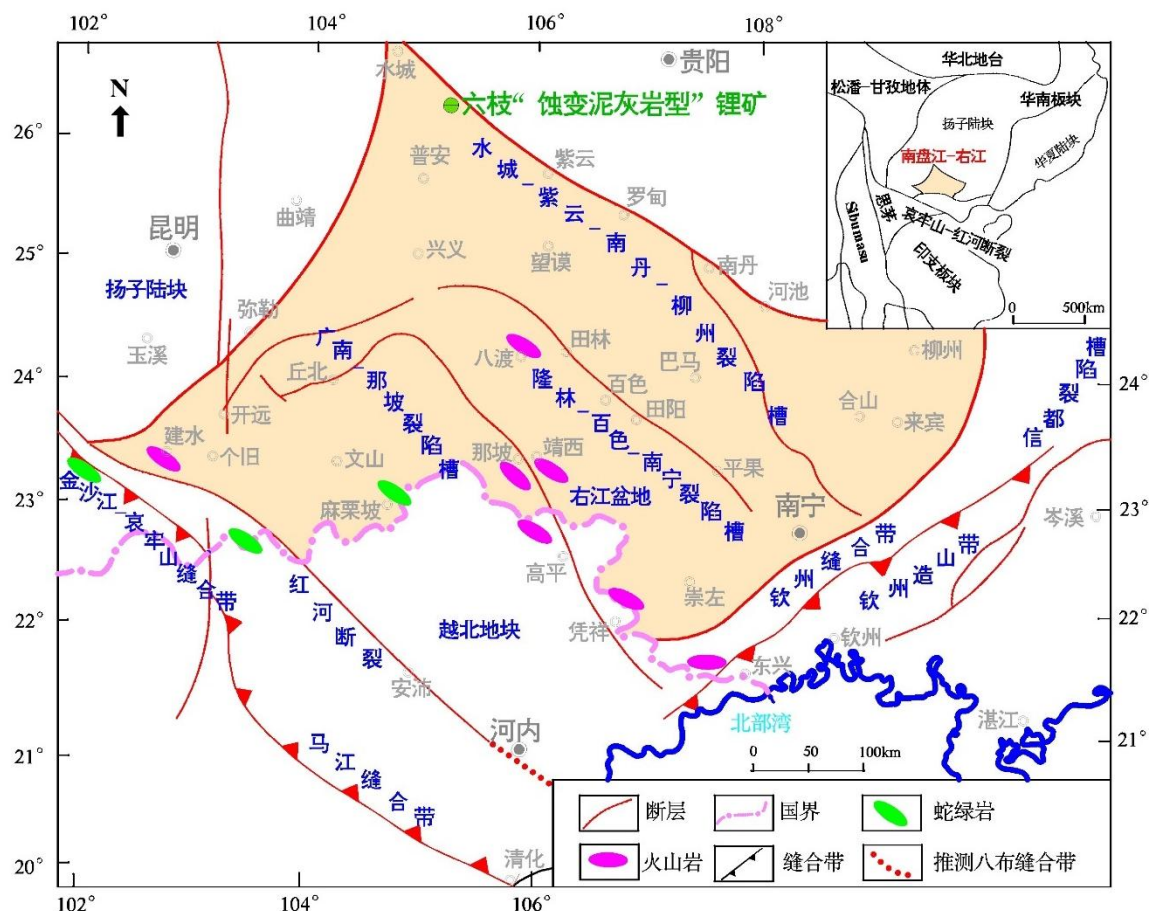 102° 104° 106° 108°
华北地台
松潘-甘孜地体
华南板块
扬子陆块
华夏陆块
南盘江-右江
思茅
哀牢山-红河断裂
Sibumasu
印支板块
0 500km
N
水城
贵阳
六枝“蚀变泥灰岩型”锂矿
26°
普安
水城-紫云-南丹-柳州裂陷槽
紫云
罗甸
曲靖
昆明
25°
兴义
望谟
南丹
河池
扬子陆块
弥勒
玉溪
广南-那坡裂陷槽
田林
八渡
隆林-百色-南宁裂陷槽
巴马
柳州
24°
24°
丘北
百色
田阳
合山
来宾
信都裂陷槽
开远
建水
个旧
文山
那坡
靖西
平果
23°
23°
金沙江-哀牢山缝合带
麻栗坡
右江盆地
南宁
岑溪
高平
崇左
钦州缝合带
钦州造山带
22°
22°
红河断裂
越北地块
凭祥
钦州
东兴
安沛
北部湾
湛江
河内
21°
21°
马江缝合带
0 50 100km
断层
国界
蛇绿岩
火山岩
缝合带
推测八布缝合带
20°
清化
102° 104° 106°